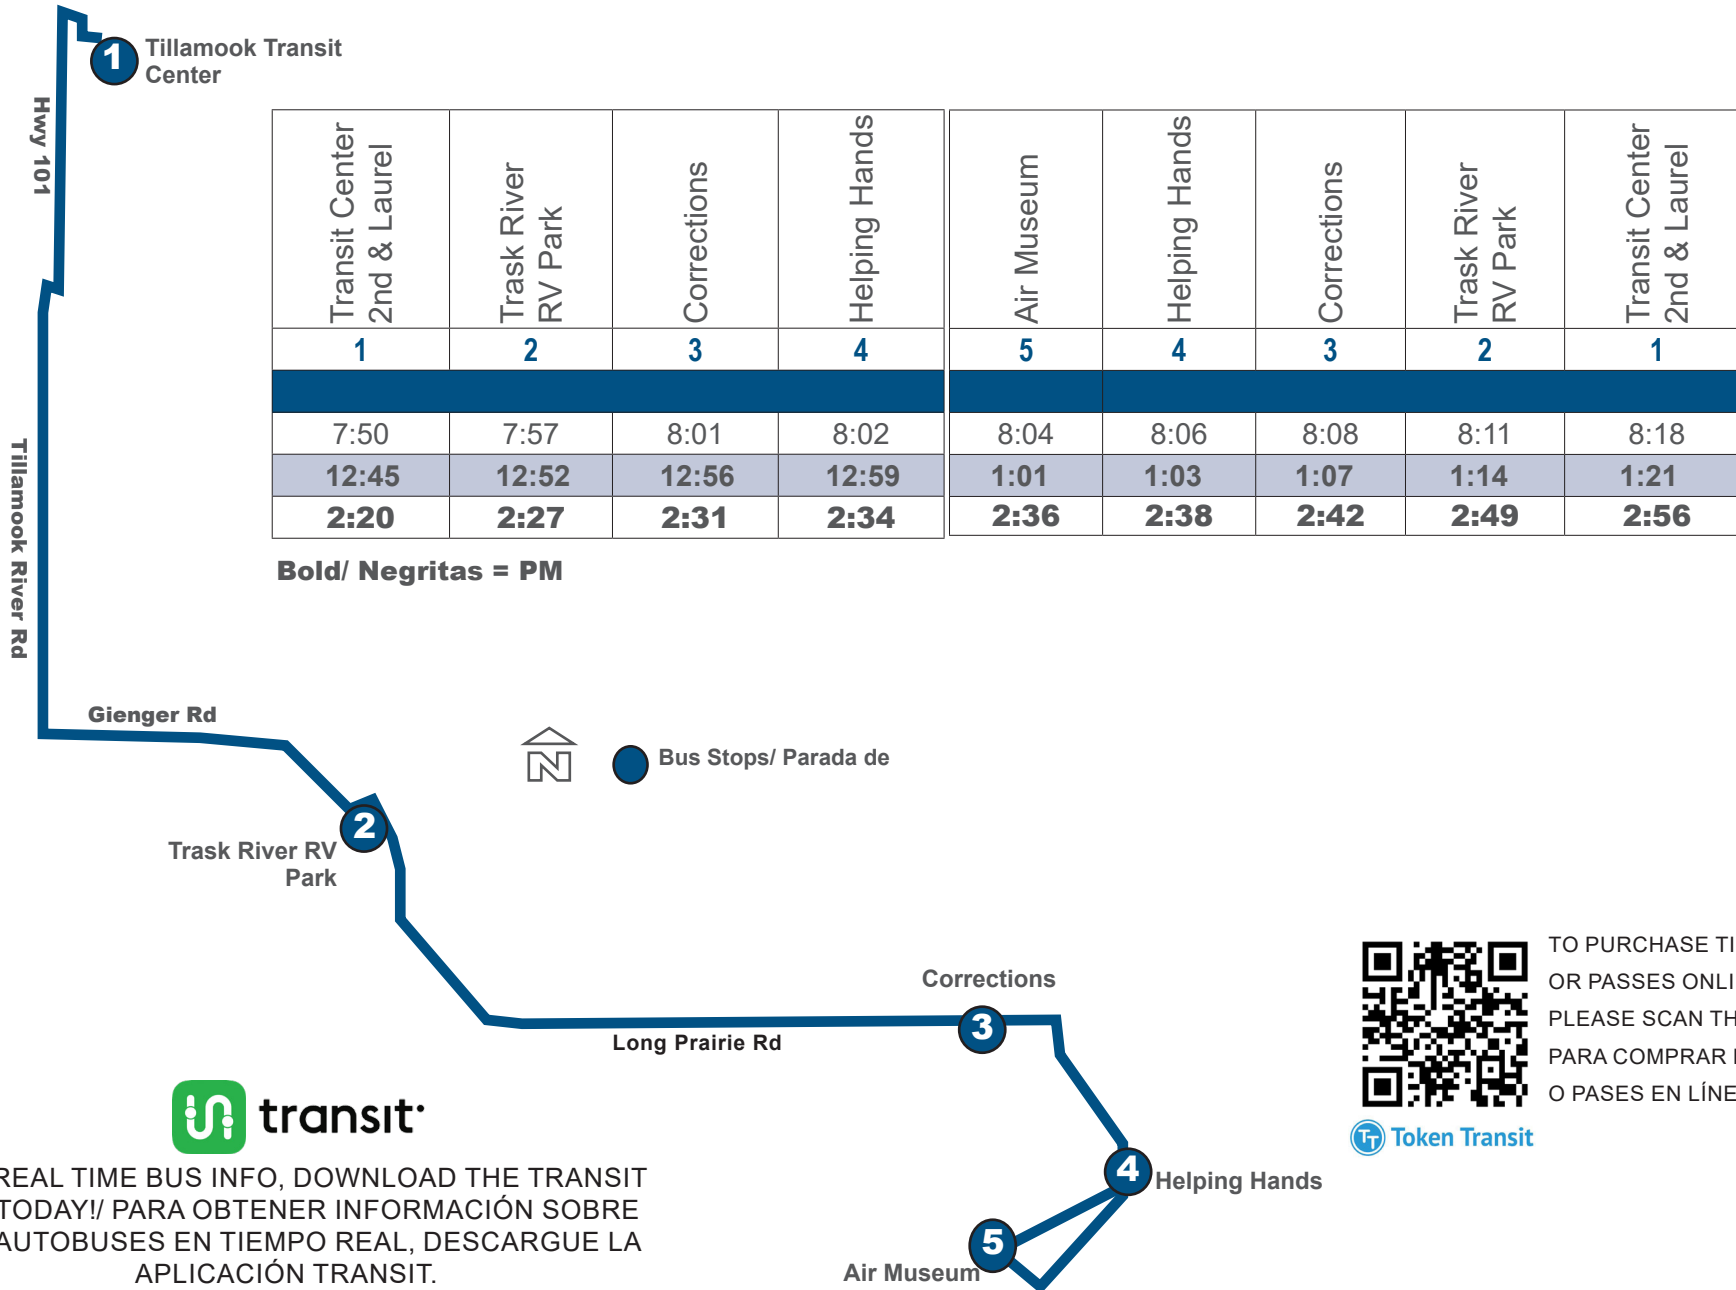 1
Tillamook Transit
Center
Hwy 101
Transit Center
2nd & Laurel
Trask River
RV Park
Corrections
Helping Hands
Air Museum
Helping Hands
Corrections
Trask River
RV Park
Transit Center
2nd & Laurel
1 2 3 4 5 4 3 2 1
7:50 7:57 8:01 8:02 8:04 8:06 8:08 8:11 8:18
12:45 12:52 12:56 12:59 1:01 1:03 1:07 1:14 1:21
2:20 2:27 2:31 2:34 2:36 2:38 2:42 2:49 2:56
Bold/ Negritas = PM
Tillamook River Rd
Gienger Rd
N
Bus Stops/ Parada de
2
Trask River RV
Park
Corrections
3
Long Prairie Rd
4
Helping Hands
5
Air Museum
transit
REAL TIME BUS INFO, DOWNLOAD THE TRANSIT
TODAY!/ PARA OBTENER INFORMACIÓN SOBRE
AUTOBUSES EN TIEMPO REAL, DESCARGUE LA
APLICACIÓN TRANSIT.
TO PURCHASE TI
OR PASSES ONLI
PLEASE SCAN TH
PARA COMPRAR
O PASES EN LÍNE
TT Token Transit